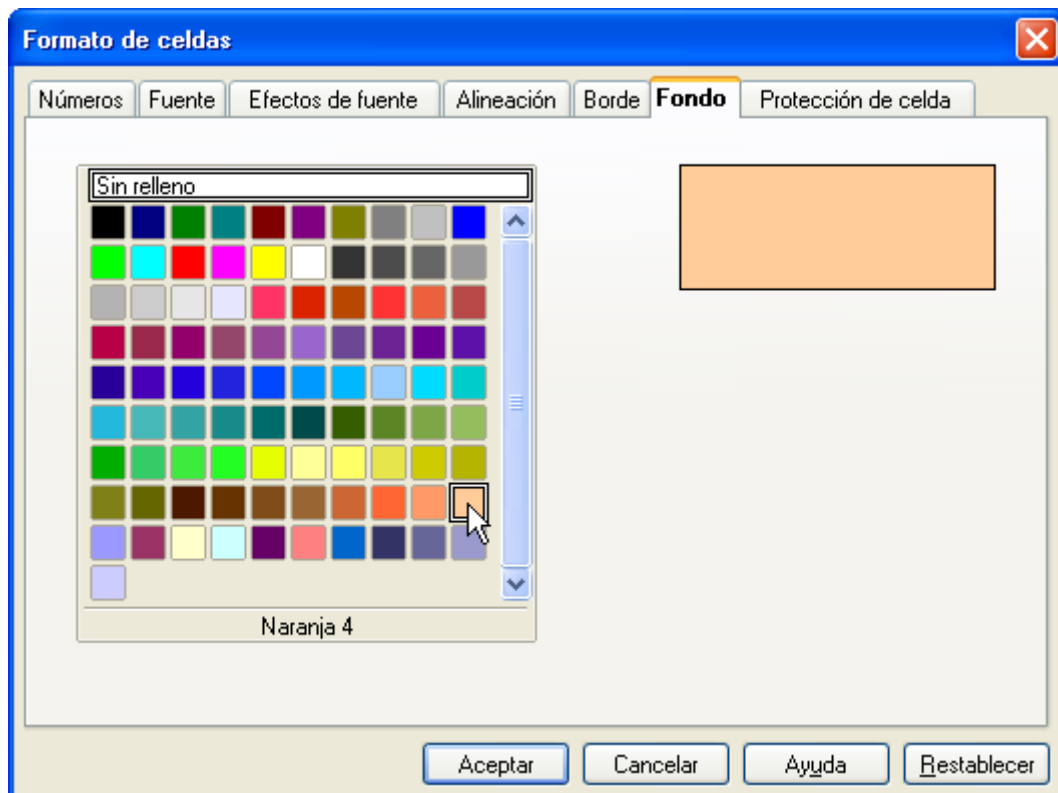 Formato de celdas
Números Fuente Efectos de fuente Alineación Borde Fondo Protección de celda
Sin relleno
Naranja 4
Aceptar Cancelar Ayuda Restablecer